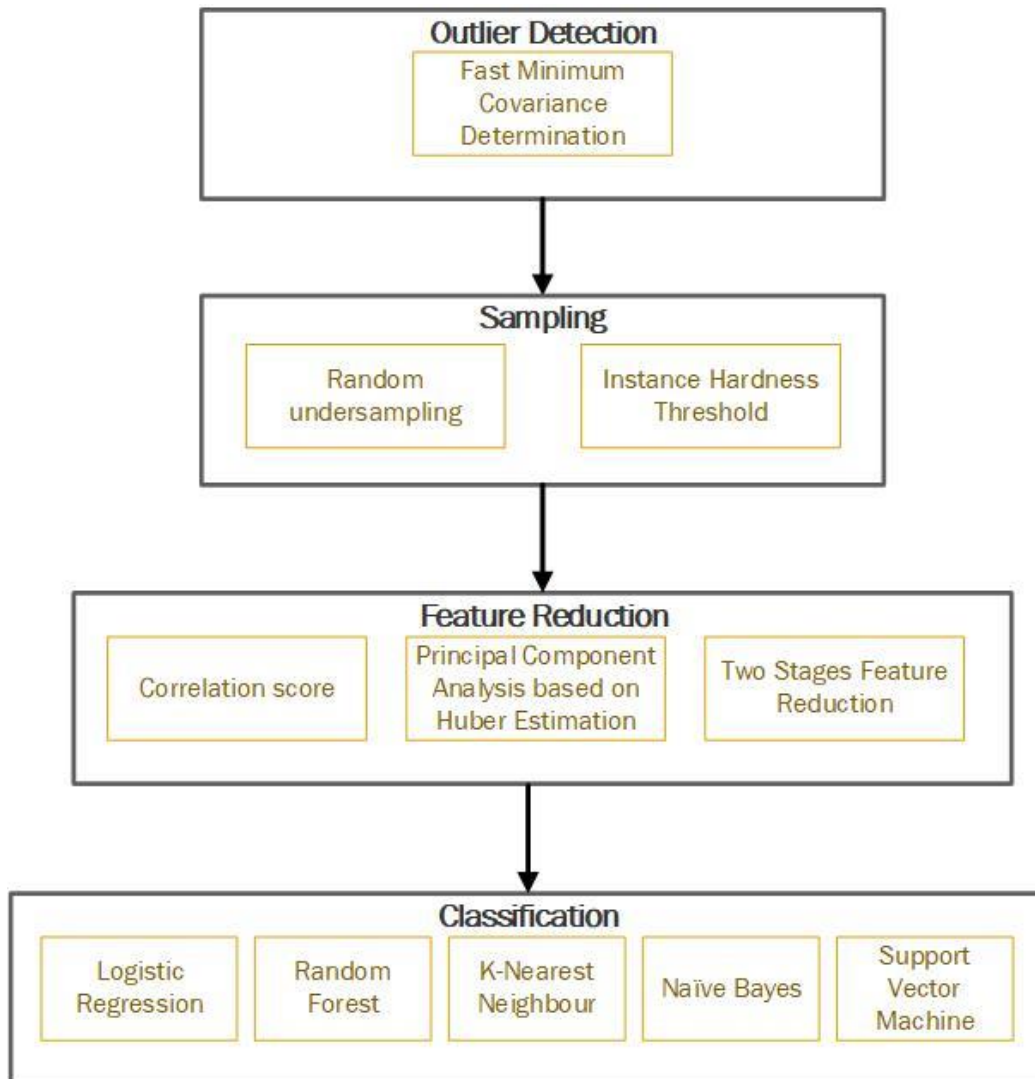 Outlier Detection
Fast Minimum
Covariance
Determination
Sampling
Random
undersampling
Instance Hardness
Threshold
Feature Reduction
Correlation score
Principal Component
Analysis based on
Huber Estimation
Two Stages Feature
Reduction
Classification
Logistic
Regression
Random
Forest
K-Nearest
Neighbour
Naïve Bayes
Support
Vector
Machine